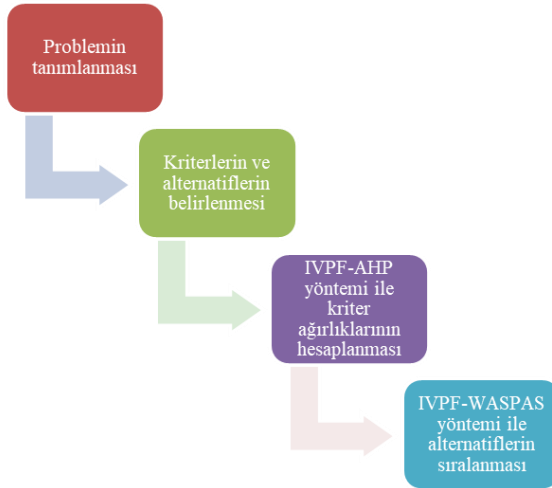 Problemin
tanımlanması
Kriterlerin ve
alternatiflerin
belirlenmesi
IVPF-AHP
yöntemi ile
kriter
ağırlıklarının
hesaplanması
IVPF-WASPAS
yöntemi ile
alternatiflerin
sıralanması